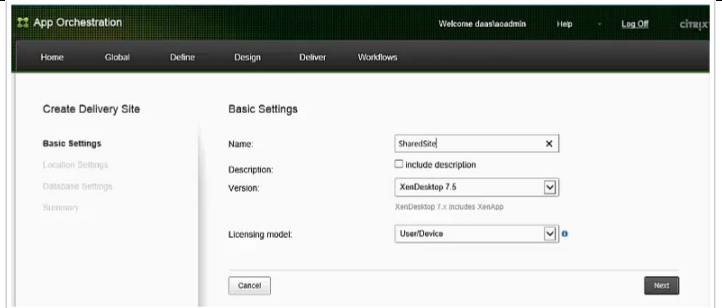 App Orchestration
Welcome daas\aoadmin Help Log Off CITRIX
Home Global Define Design Deliver Workflows
Create Delivery Site
Basic Settings
Basic Settings
Location Settings
Database Settings
Summary
Name: SharedSite
Description: include description
Version: XenDesktop 7.5
XenDesktop 7.x includes XenApp
Licensing model: User/Device
Cancel
Next